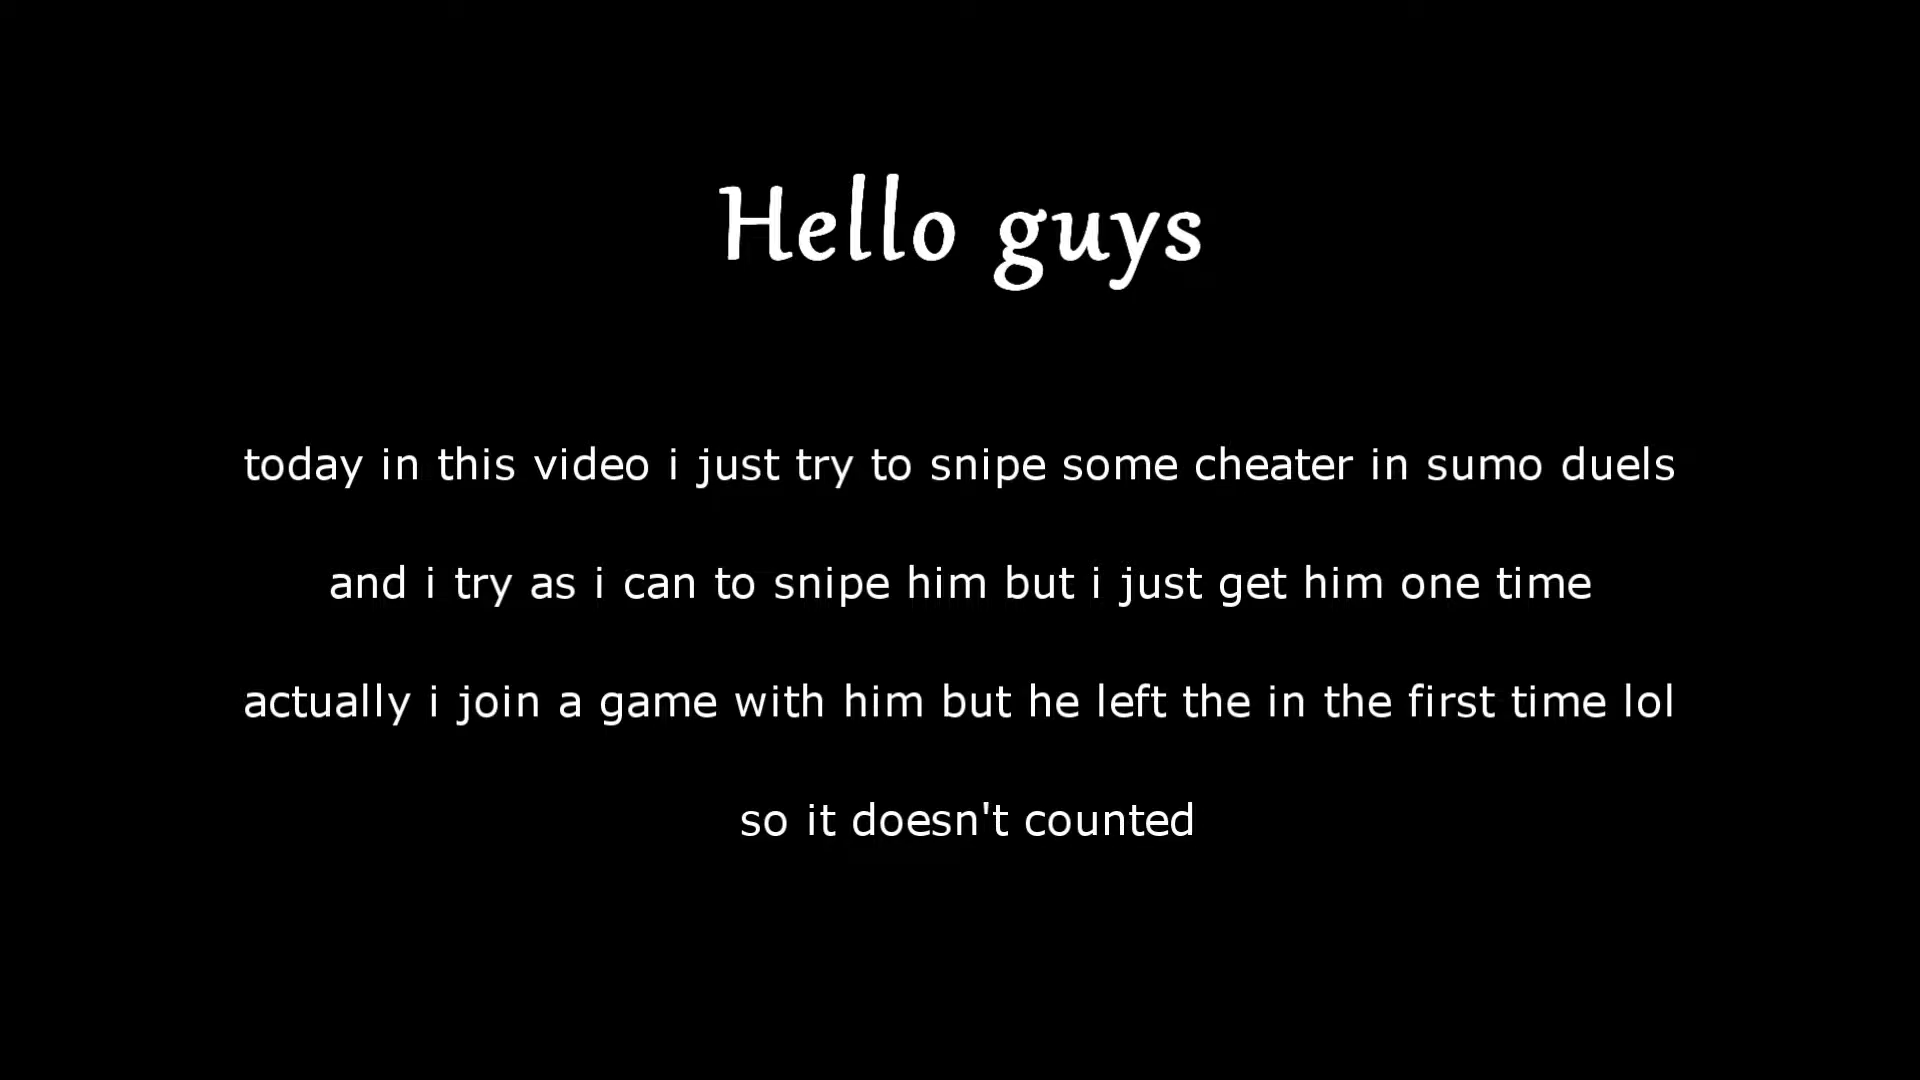 Hello guys
today in this video i just try to snipe some cheater in sumo duels
and i try as i can to snipe him but i just get him one time
actually i join a game with him but he left the in the first time lol
so it doesn't counted